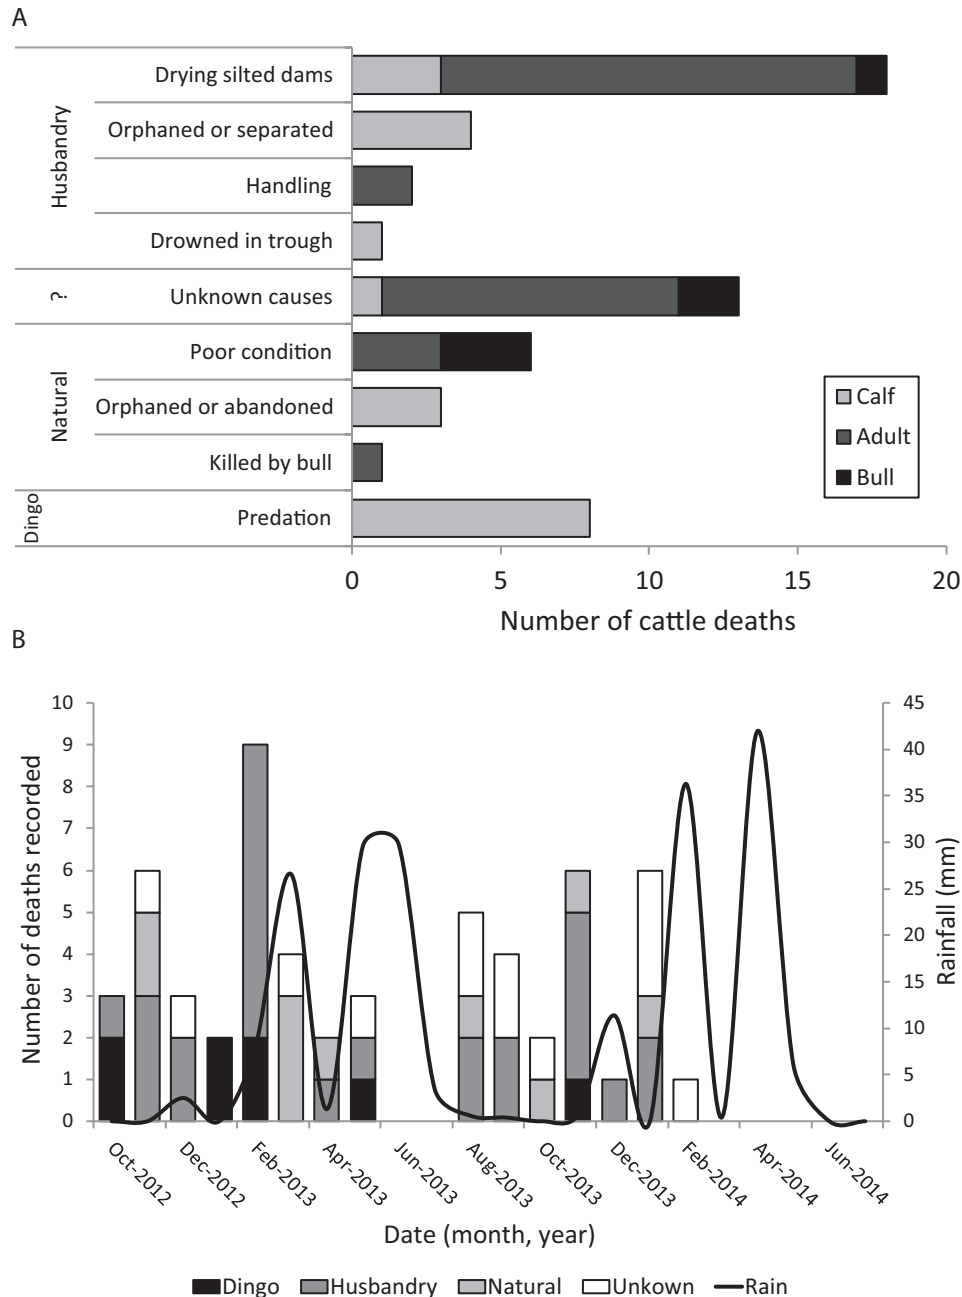 A
Husbandry
Drying silted dams
Orphaned or separated
Handling
Drowned in trough
?
Unknown causes
Natural
Poor condition
Orphaned or abandoned
Killed by bull
Dingo
Predation
Calf
Adult
Bull
0 5 10 15 20
Number of cattle deaths
B
Number of deaths recorded
10
9
8
7
6
5
4
3
2
1
0
45
40
35
30
25
20
15
10
5
0
Rainfall (mm)
Oct-2012 Dec-2012 Feb-2013 Apr-2013 Jun-2013 Aug-2013 Oct-2013 Dec-2013 Feb-2014 Apr-2014 Jun-2014
Date (month, year)
Dingo Husbandry Natural Unkown Rain